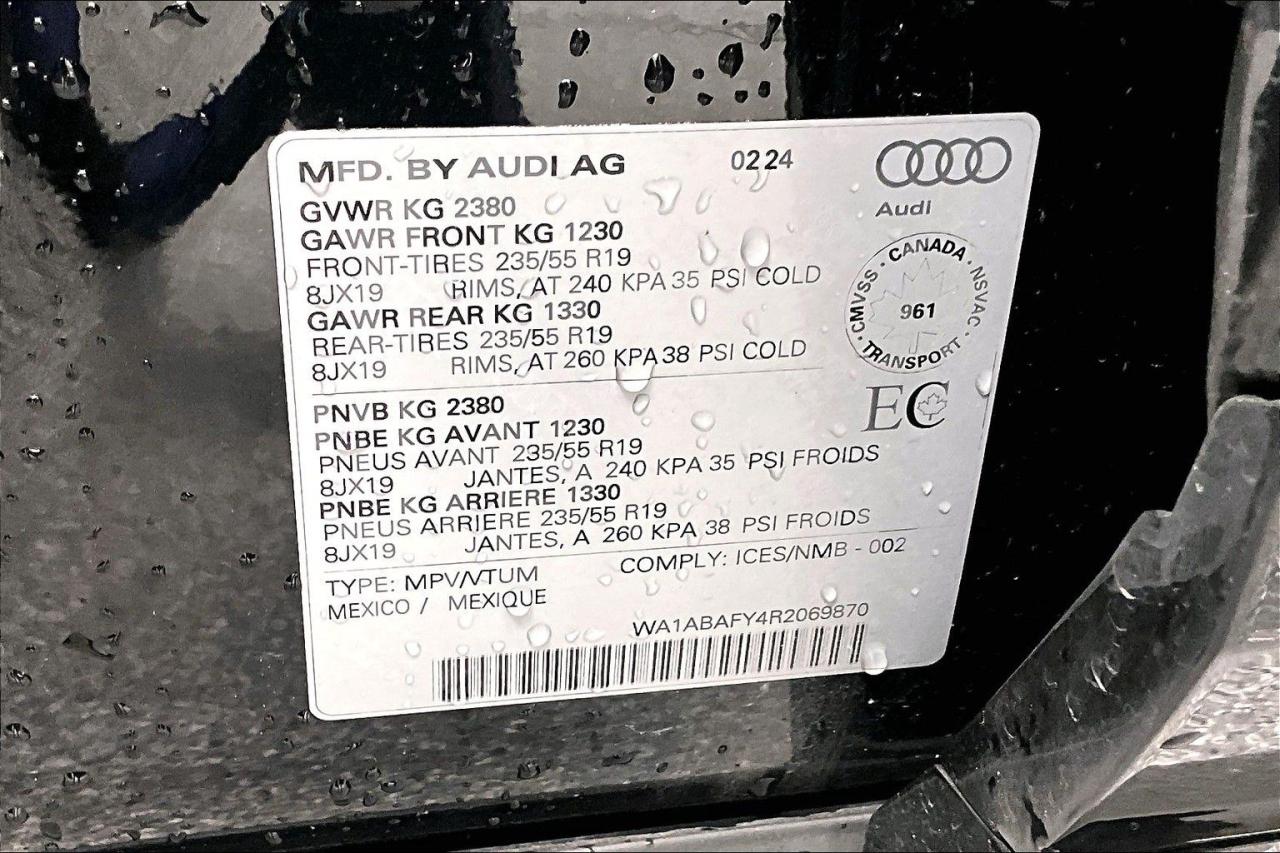 MFD. BY AUDI AG 0224
Audi
GVWR KG 2380
GAWR FRONT KG 1230
FRONT-TIRES 235/55 R19
8JX19 RIMS, AT 240 KPA 35 PSI COLD
GAWR REAR KG 1330
REAR-TIRES 235/55 R19
8JX19 RIMS, AT 260 KPA 38 PSI COLD
CMVSS · CANADA · NSVAC · TRANSPORT ·
961
EC
PNVB KG 2380
PNBE KG AVANT 1230
PNEUS AVANT 235/55 R19
8JX19 JANTES, A 240 KPA 35 PSI FROIDS
PNBE KG ARRIERE 1330
PNEUS ARRIERE 235/55 R19
8JX19 JANTES, A 260 KPA 38 PSI FROIDS
TYPE: MPV/VTUM COMPLY: ICES/NMB - 002
MEXICO / MEXIQUE
WA1ABAFY4R2069870